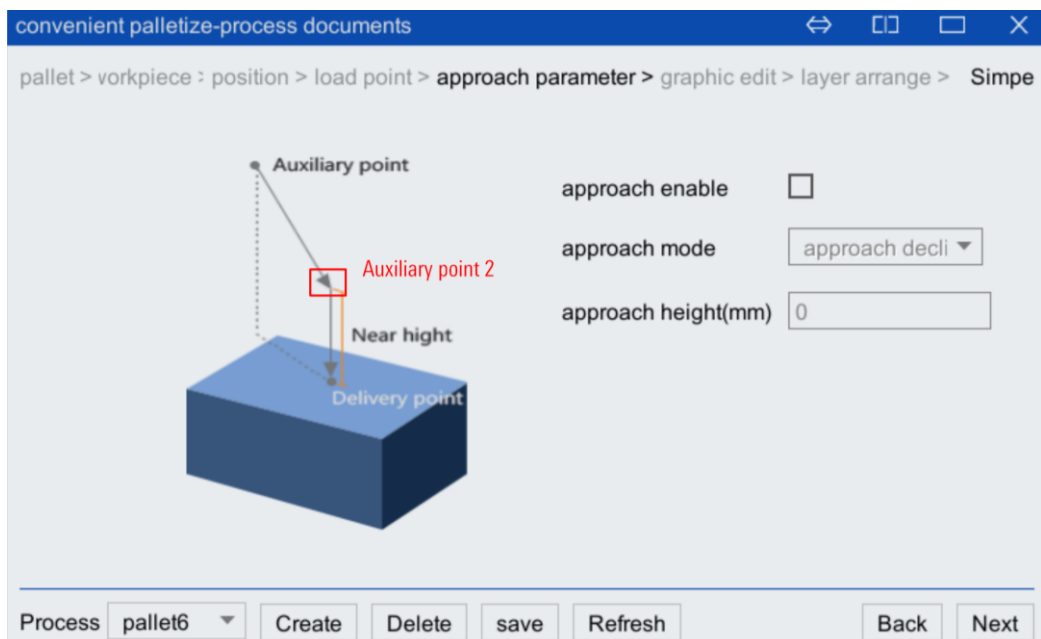 convenient palletize-process documents
pallet > vorkpiece : position > load point > approach parameter > graphic edit > layer arrange > Simpe
Auxiliary point
approach enable
approach mode
approach decli
Auxiliary point 2
approach height(mm)
0
Near hight
Delivery point
Process
pallet6
Create
Delete
save
Refresh
Back
Next